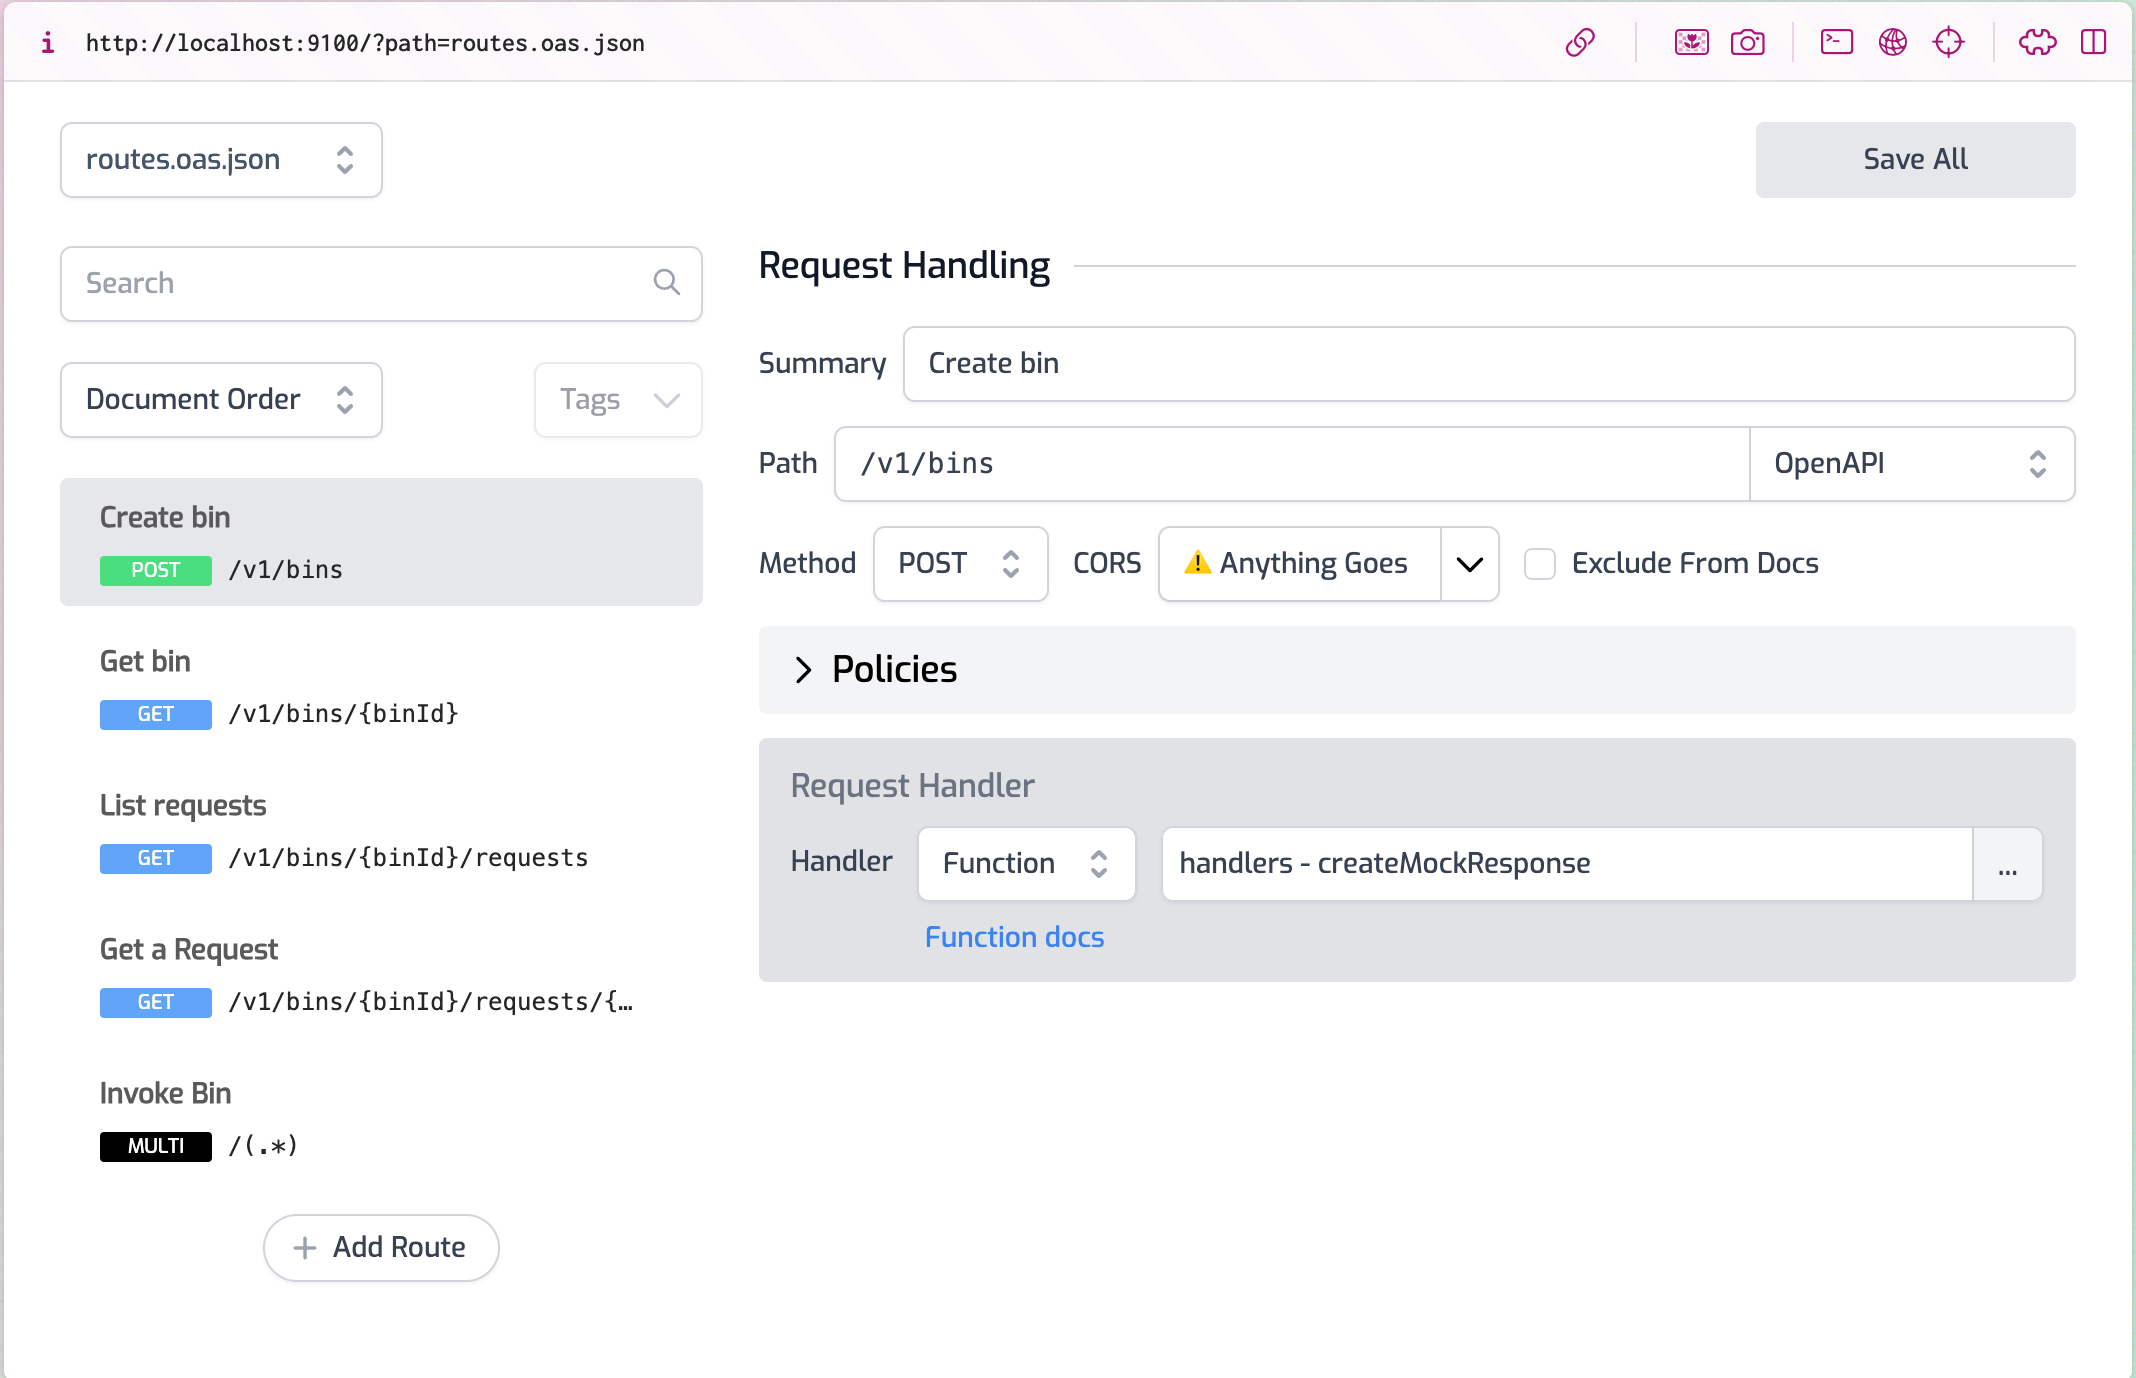 http://localhost:9100/?path=routes.oas.json
routes.oas.json
Save All
Search
Document Order
Tags
Create bin
POST /v1/bins
Get bin
GET /v1/bins/{binId}
List requests
GET /v1/bins/{binId}/requests
Get a Request
GET /v1/bins/{binId}/requests/{…
Invoke Bin
MULTI /(.*)
+ Add Route
Request Handling
Summary Create bin
Path /v1/bins OpenAPI
Method POST CORS ⚠️ Anything Goes Exclude From Docs
Policies
Request Handler
Handler Function handlers - createMockResponse ...
Function docs